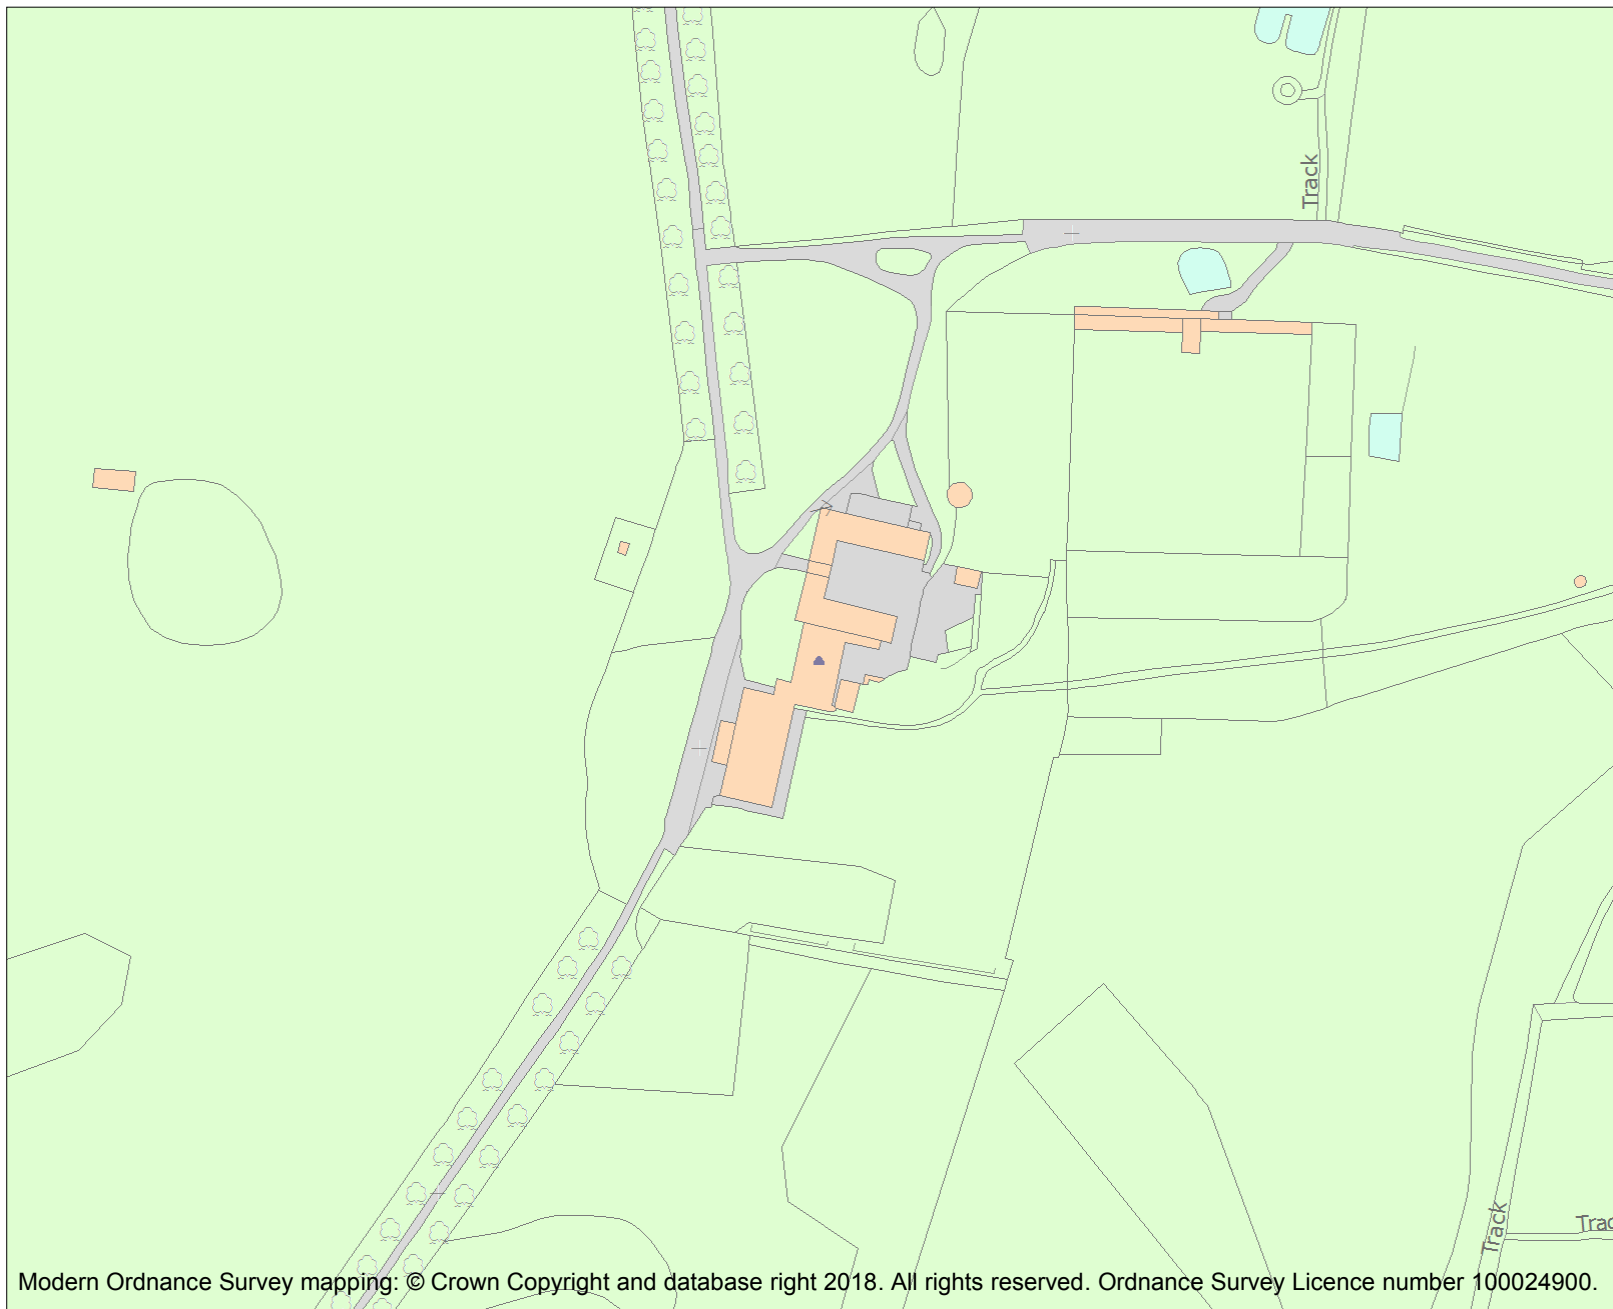 Track
Track
Trac
Modern Ordnance Survey mapping: © Crown Copyright and database right 2018. All rights reserved. Ordnance Survey Licence number 100024900.